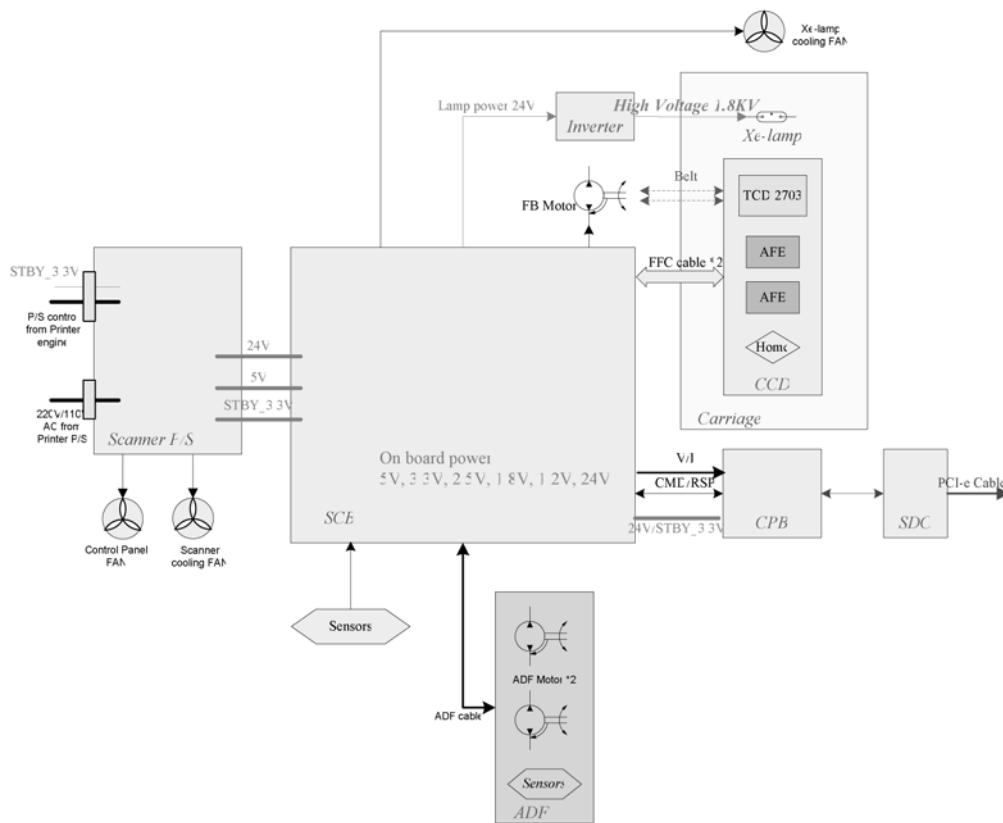 Xe-lamp
cooling FAN
Lamp power 24V
Inverter
High Voltage 1.8KV
Xe-lamp
Belt
FB Motor
TCD 2703
AFE
AFE
Home
CCD
Carriage
FFC cable *2
STBY_3.3V
P/S contro
from Printer
engine
220V/110
AC from
Printer P/S
Scanner P/S
24V
5V
STBY_3.3V
On board power
5V, 3.3V, 2.5V, 1.8V, 1.2V, 24V
SCB
Control Panel
FAN
Scanner
cooling FAN
Sensors
CMD/RSP
24V/STBY_3.3V
CPB
SDC
PCI-e Cable
ADF cable
ADF Motor *2
Sensors
ADF